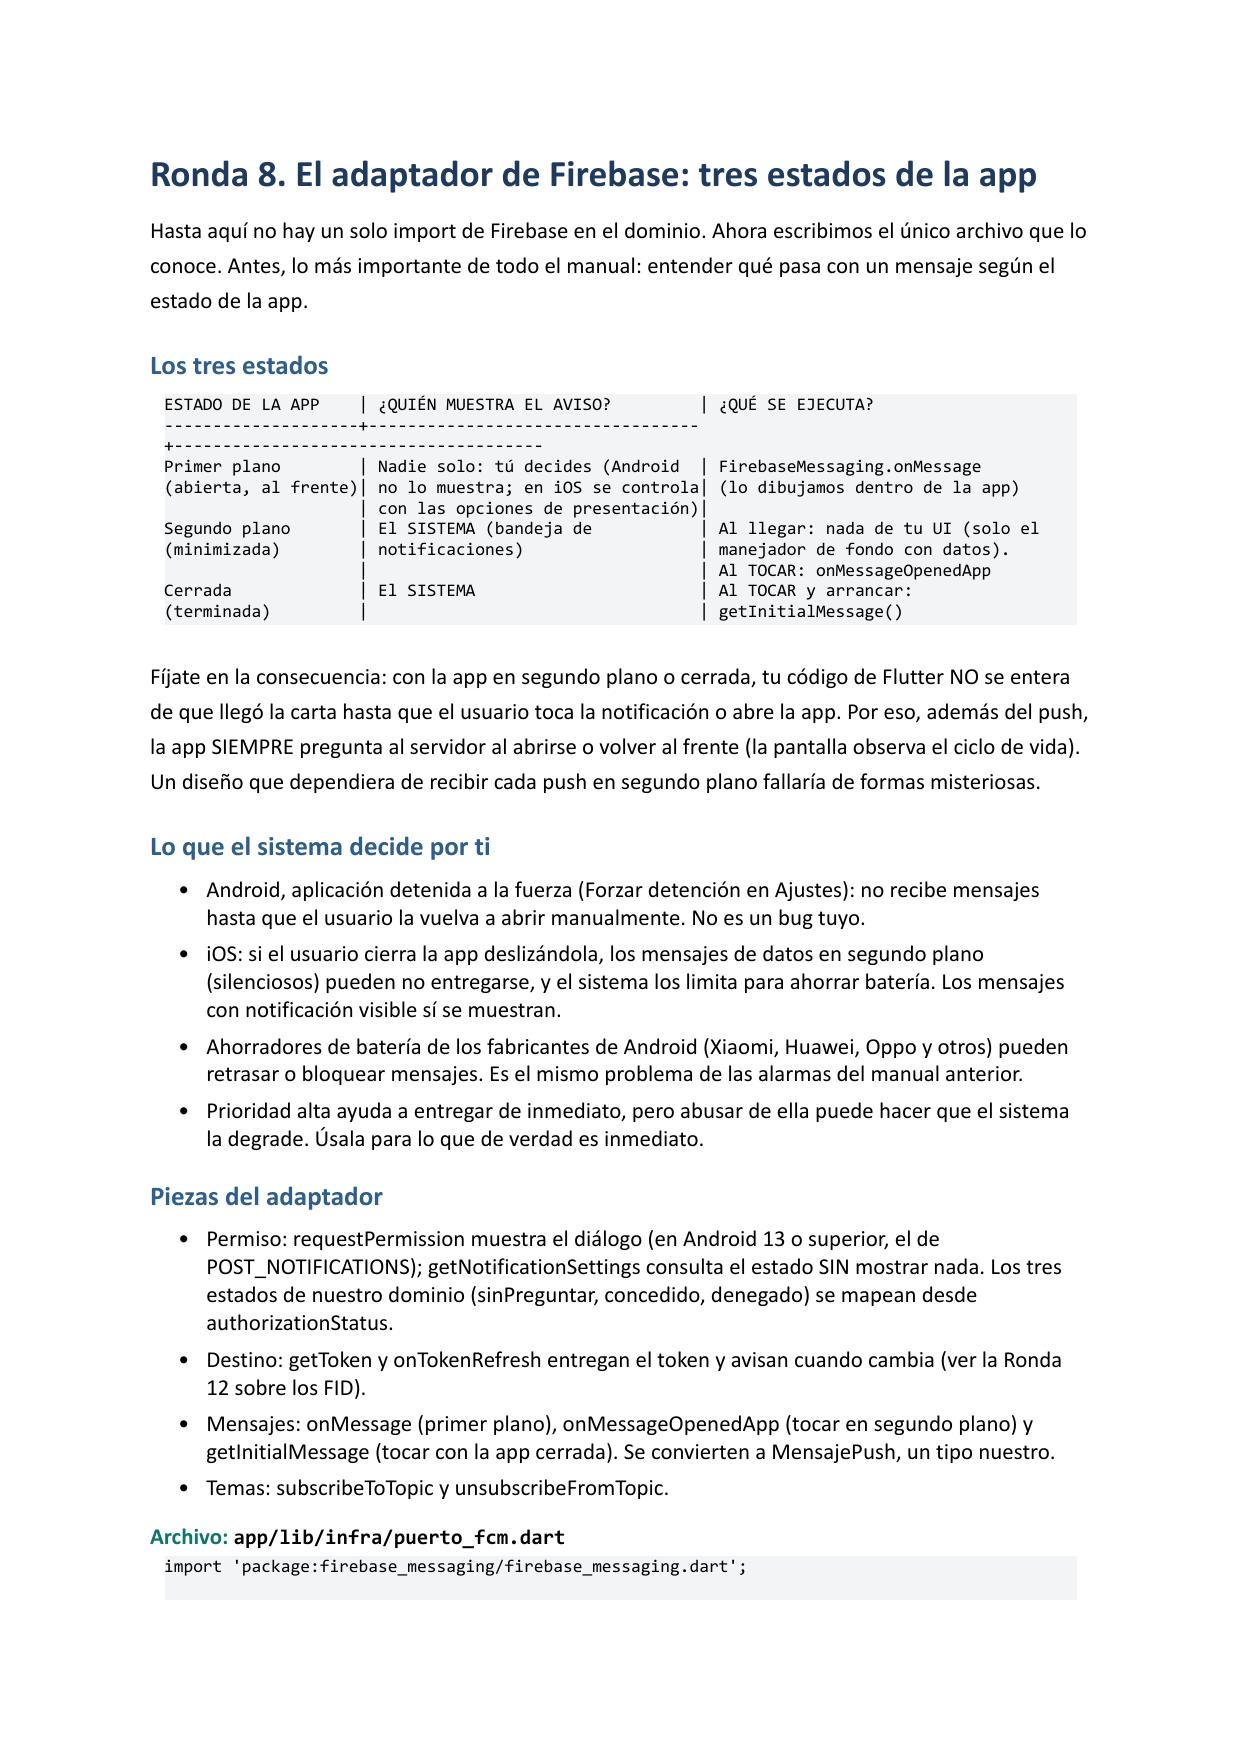 Ronda 8. El adaptador de Firebase: tres estados de la app
Hasta aquí no hay un solo import de Firebase en el dominio. Ahora escribimos el único archivo que lo
conoce. Antes, lo más importante de todo el manual: entender qué pasa con un mensaje según el
estado de la app.
Los tres estados
ESTADO DE LA APP    | ¿QUIÉN MUESTRA EL AVISO?         | ¿QUÉ SE EJECUTA?
--------------------+----------------------------------
+--------------------------------------
Primer plano        | Nadie solo: tú decides (Android  | FirebaseMessaging.onMessage
(abierta, al frente)| no lo muestra; en iOS se controla| (lo dibujamos dentro de la app)
                    | con las opciones de presentación)|
Segundo plano       | El SISTEMA (bandeja de           | Al llegar: nada de tu UI (solo el
(minimizada)        | notificaciones)                  | manejador de fondo con datos).
                    |                                  | Al TOCAR: onMessageOpenedApp
Cerrada             | El SISTEMA                       | Al TOCAR y arrancar:
(terminada)         |                                  | getInitialMessage()
Fíjate en la consecuencia: con la app en segundo plano o cerrada, tu código de Flutter NO se entera
de que llegó la carta hasta que el usuario toca la notificación o abre la app. Por eso, además del push,
la app SIEMPRE pregunta al servidor al abrirse o volver al frente (la pantalla observa el ciclo de vida).
Un diseño que dependiera de recibir cada push en segundo plano fallaría de formas misteriosas.
Lo que el sistema decide por ti
• Android, aplicación detenida a la fuerza (Forzar detención en Ajustes): no recibe mensajes
hasta que el usuario la vuelva a abrir manualmente. No es un bug tuyo.
• iOS: si el usuario cierra la app deslizándola, los mensajes de datos en segundo plano
(silenciosos) pueden no entregarse, y el sistema los limita para ahorrar batería. Los mensajes
con notificación visible sí se muestran.
• Ahorradores de batería de los fabricantes de Android (Xiaomi, Huawei, Oppo y otros) pueden
retrasar o bloquear mensajes. Es el mismo problema de las alarmas del manual anterior.
• Prioridad alta ayuda a entregar de inmediato, pero abusar de ella puede hacer que el sistema
la degrade. Úsala para lo que de verdad es inmediato.
Piezas del adaptador
• Permiso: requestPermission muestra el diálogo (en Android 13 o superior, el de
POST_NOTIFICATIONS); getNotificationSettings consulta el estado SIN mostrar nada. Los tres
estados de nuestro dominio (sinPreguntar, concedido, denegado) se mapean desde
authorizationStatus.
• Destino: getToken y onTokenRefresh entregan el token y avisan cuando cambia (ver la Ronda
12 sobre los FID).
• Mensajes: onMessage (primer plano), onMessageOpenedApp (tocar en segundo plano) y
getInitialMessage (tocar con la app cerrada). Se convierten a MensajePush, un tipo nuestro.
• Temas: subscribeToTopic y unsubscribeFromTopic.
Archivo: app/lib/infra/puerto_fcm.dart
import 'package:firebase_messaging/firebase_messaging.dart';